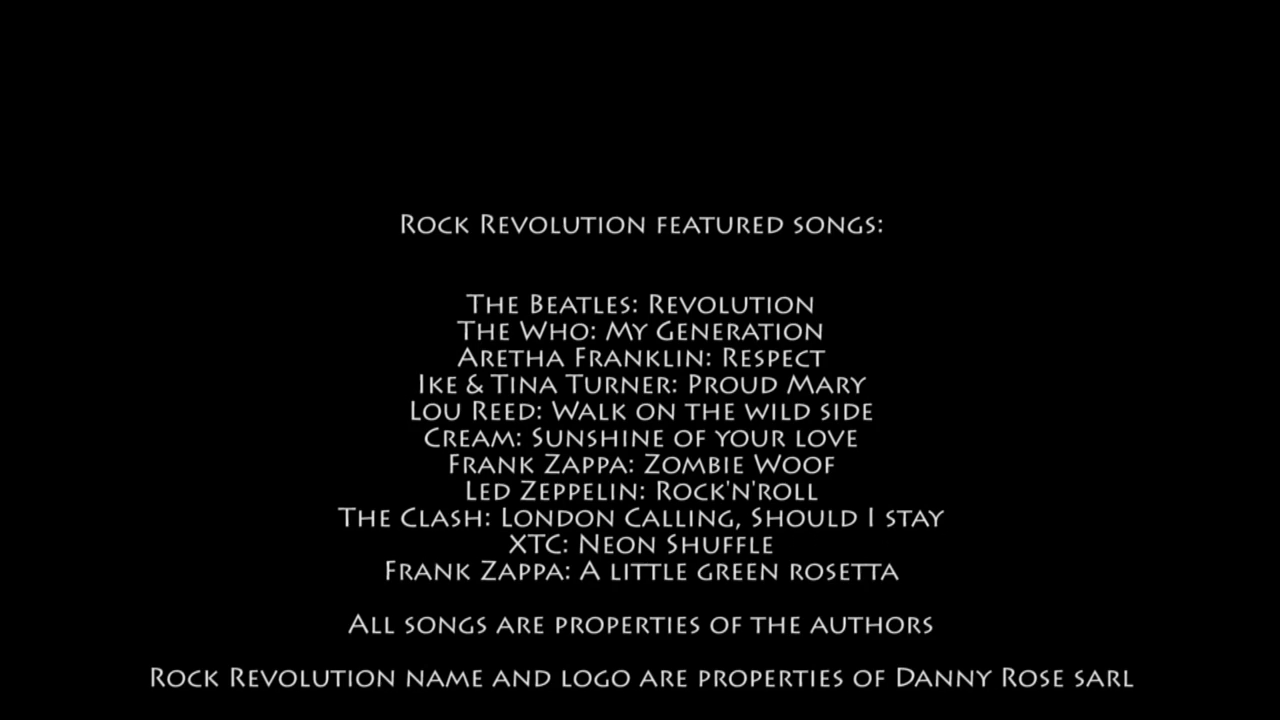 Rock Revolution featured songs:
The Beatles: Revolution
The Who: My Generation
Aretha Franklin: Respect
Ike & Tina Turner: Proud Mary
Lou Reed: Walk on the wild side
Cream: Sunshine of your love
Frank Zappa: Zombie Woof
Led Zeppelin: Rock'n'roll
The Clash: London Calling, Should I stay
XTC: Neon Shuffle
Frank Zappa: A little green rosetta
All songs are properties of the authors
Rock Revolution name and logo are properties of Danny Rose sarl